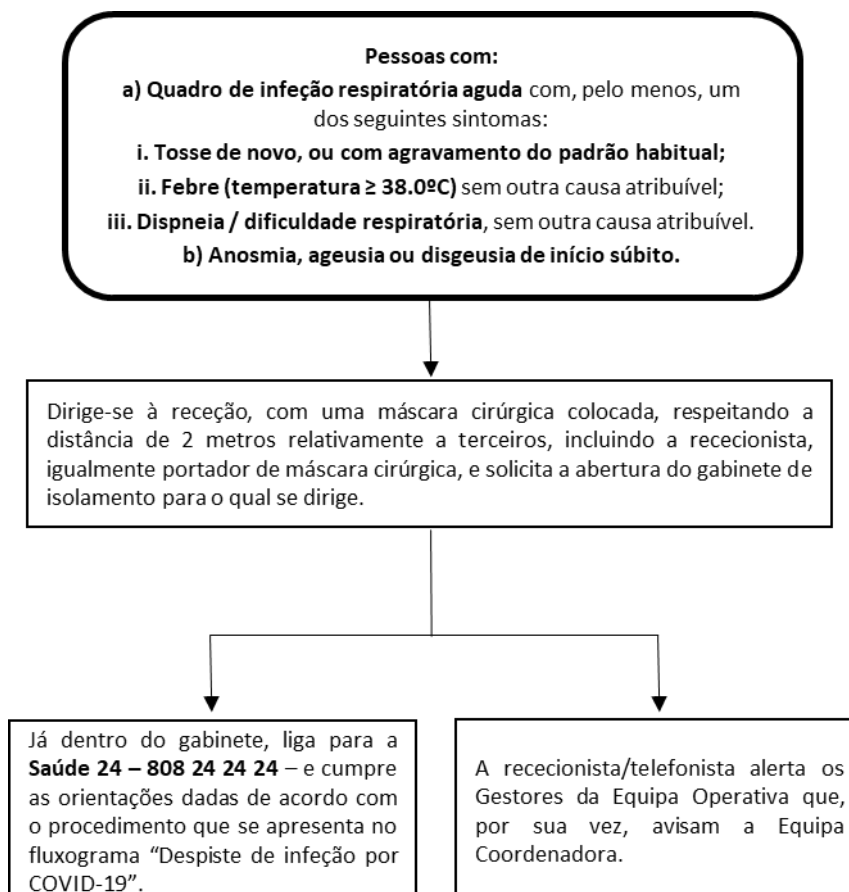 Pessoas com:
a) Quadro de infeção respiratória aguda com, pelo menos, um
dos seguintes sintomas:
i. Tosse de novo, ou com agravamento do padrão habitual;
ii. Febre (temperatura ≥ 38.0ºC) sem outra causa atribuível;
iii. Dispneia / dificuldade respiratória, sem outra causa atribuível.
b) Anosmia, ageusia ou disgeusia de início súbito.
Dirige-se à receção, com uma máscara cirúrgica colocada, respeitando a
distância de 2 metros relativamente a terceiros, incluindo a rececionista,
igualmente portador de máscara cirúrgica, e solicita a abertura do gabinete de
isolamento para o qual se dirige.
Já dentro do gabinete, liga para a
Saúde 24 – 808 24 24 24 – e cumpre
as orientações dadas de acordo com
o procedimento que se apresenta no
fluxograma “Despiste de infeção por
COVID-19”.
A rececionista/telefonista alerta os
Gestores da Equipa Operativa que,
por sua vez, avisam a Equipa
Coordenadora.